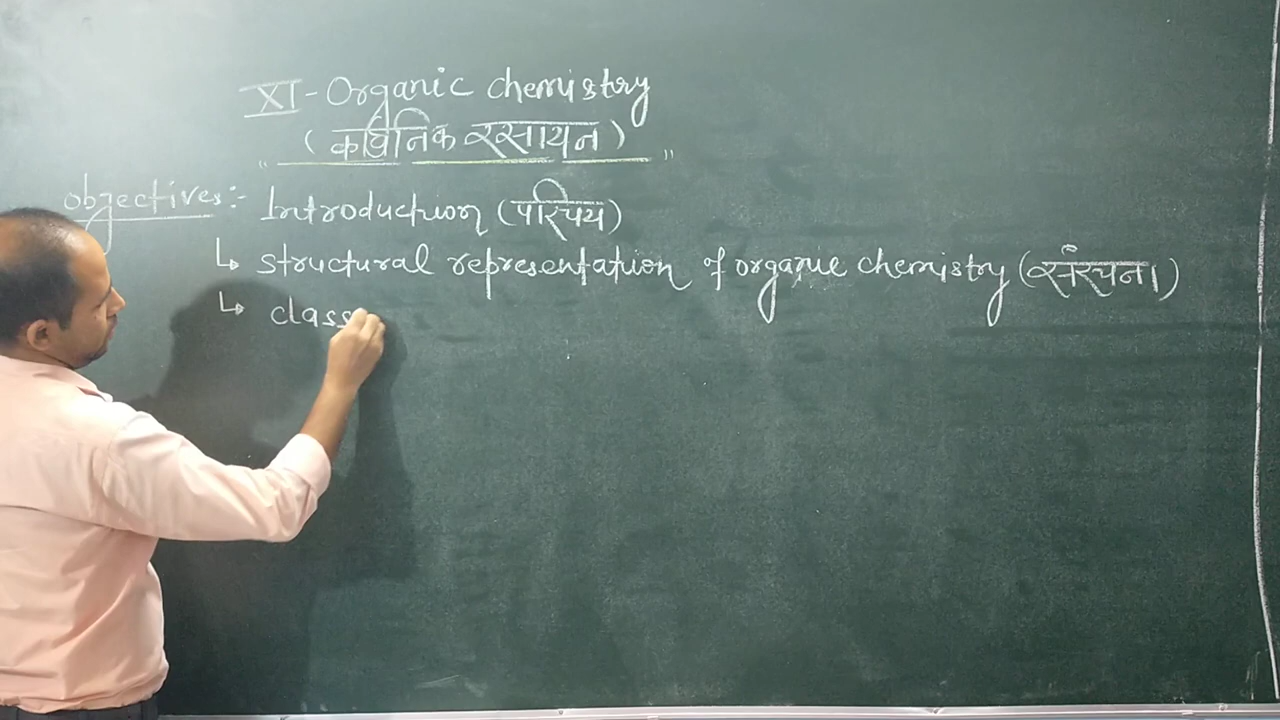 XI - Organic chemistry
(कार्बनिक रसायन)
" "
objectives:- Introduction (परिचय)
↳ structural representation of organic chemistry (संरचना)
↳ class